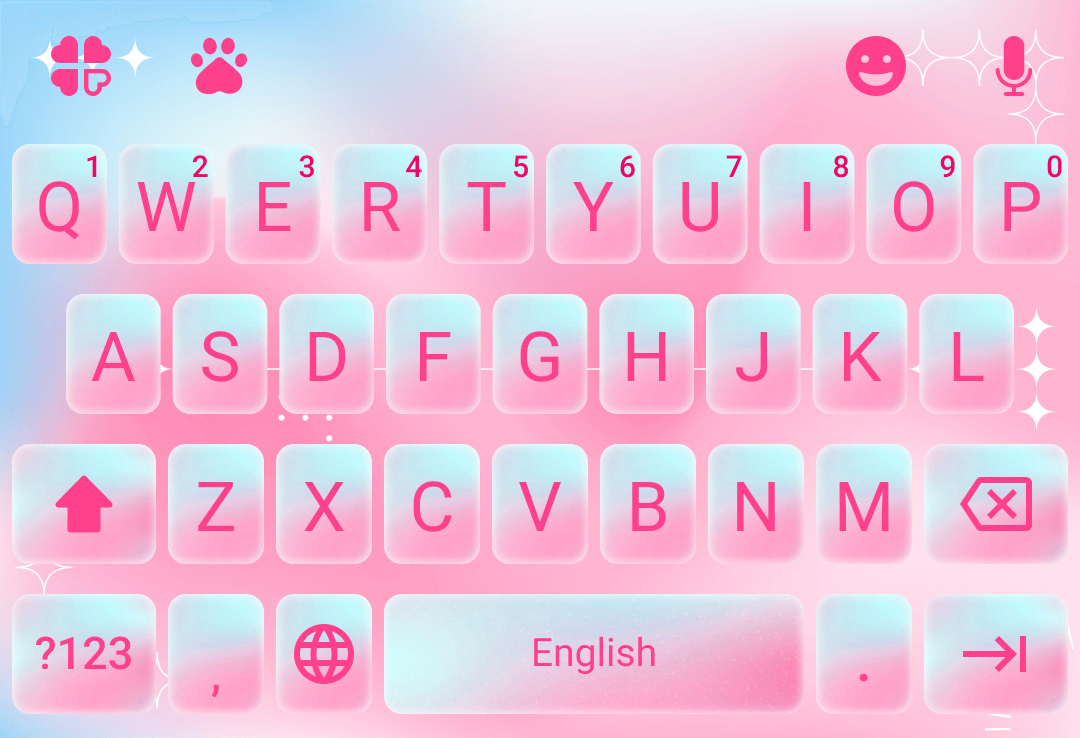 1 2 3 4 5 6 7 8 9 0
Q W E R T Y U I O P
A S D F G H J K L
Z X C V B N M
?123 , English .